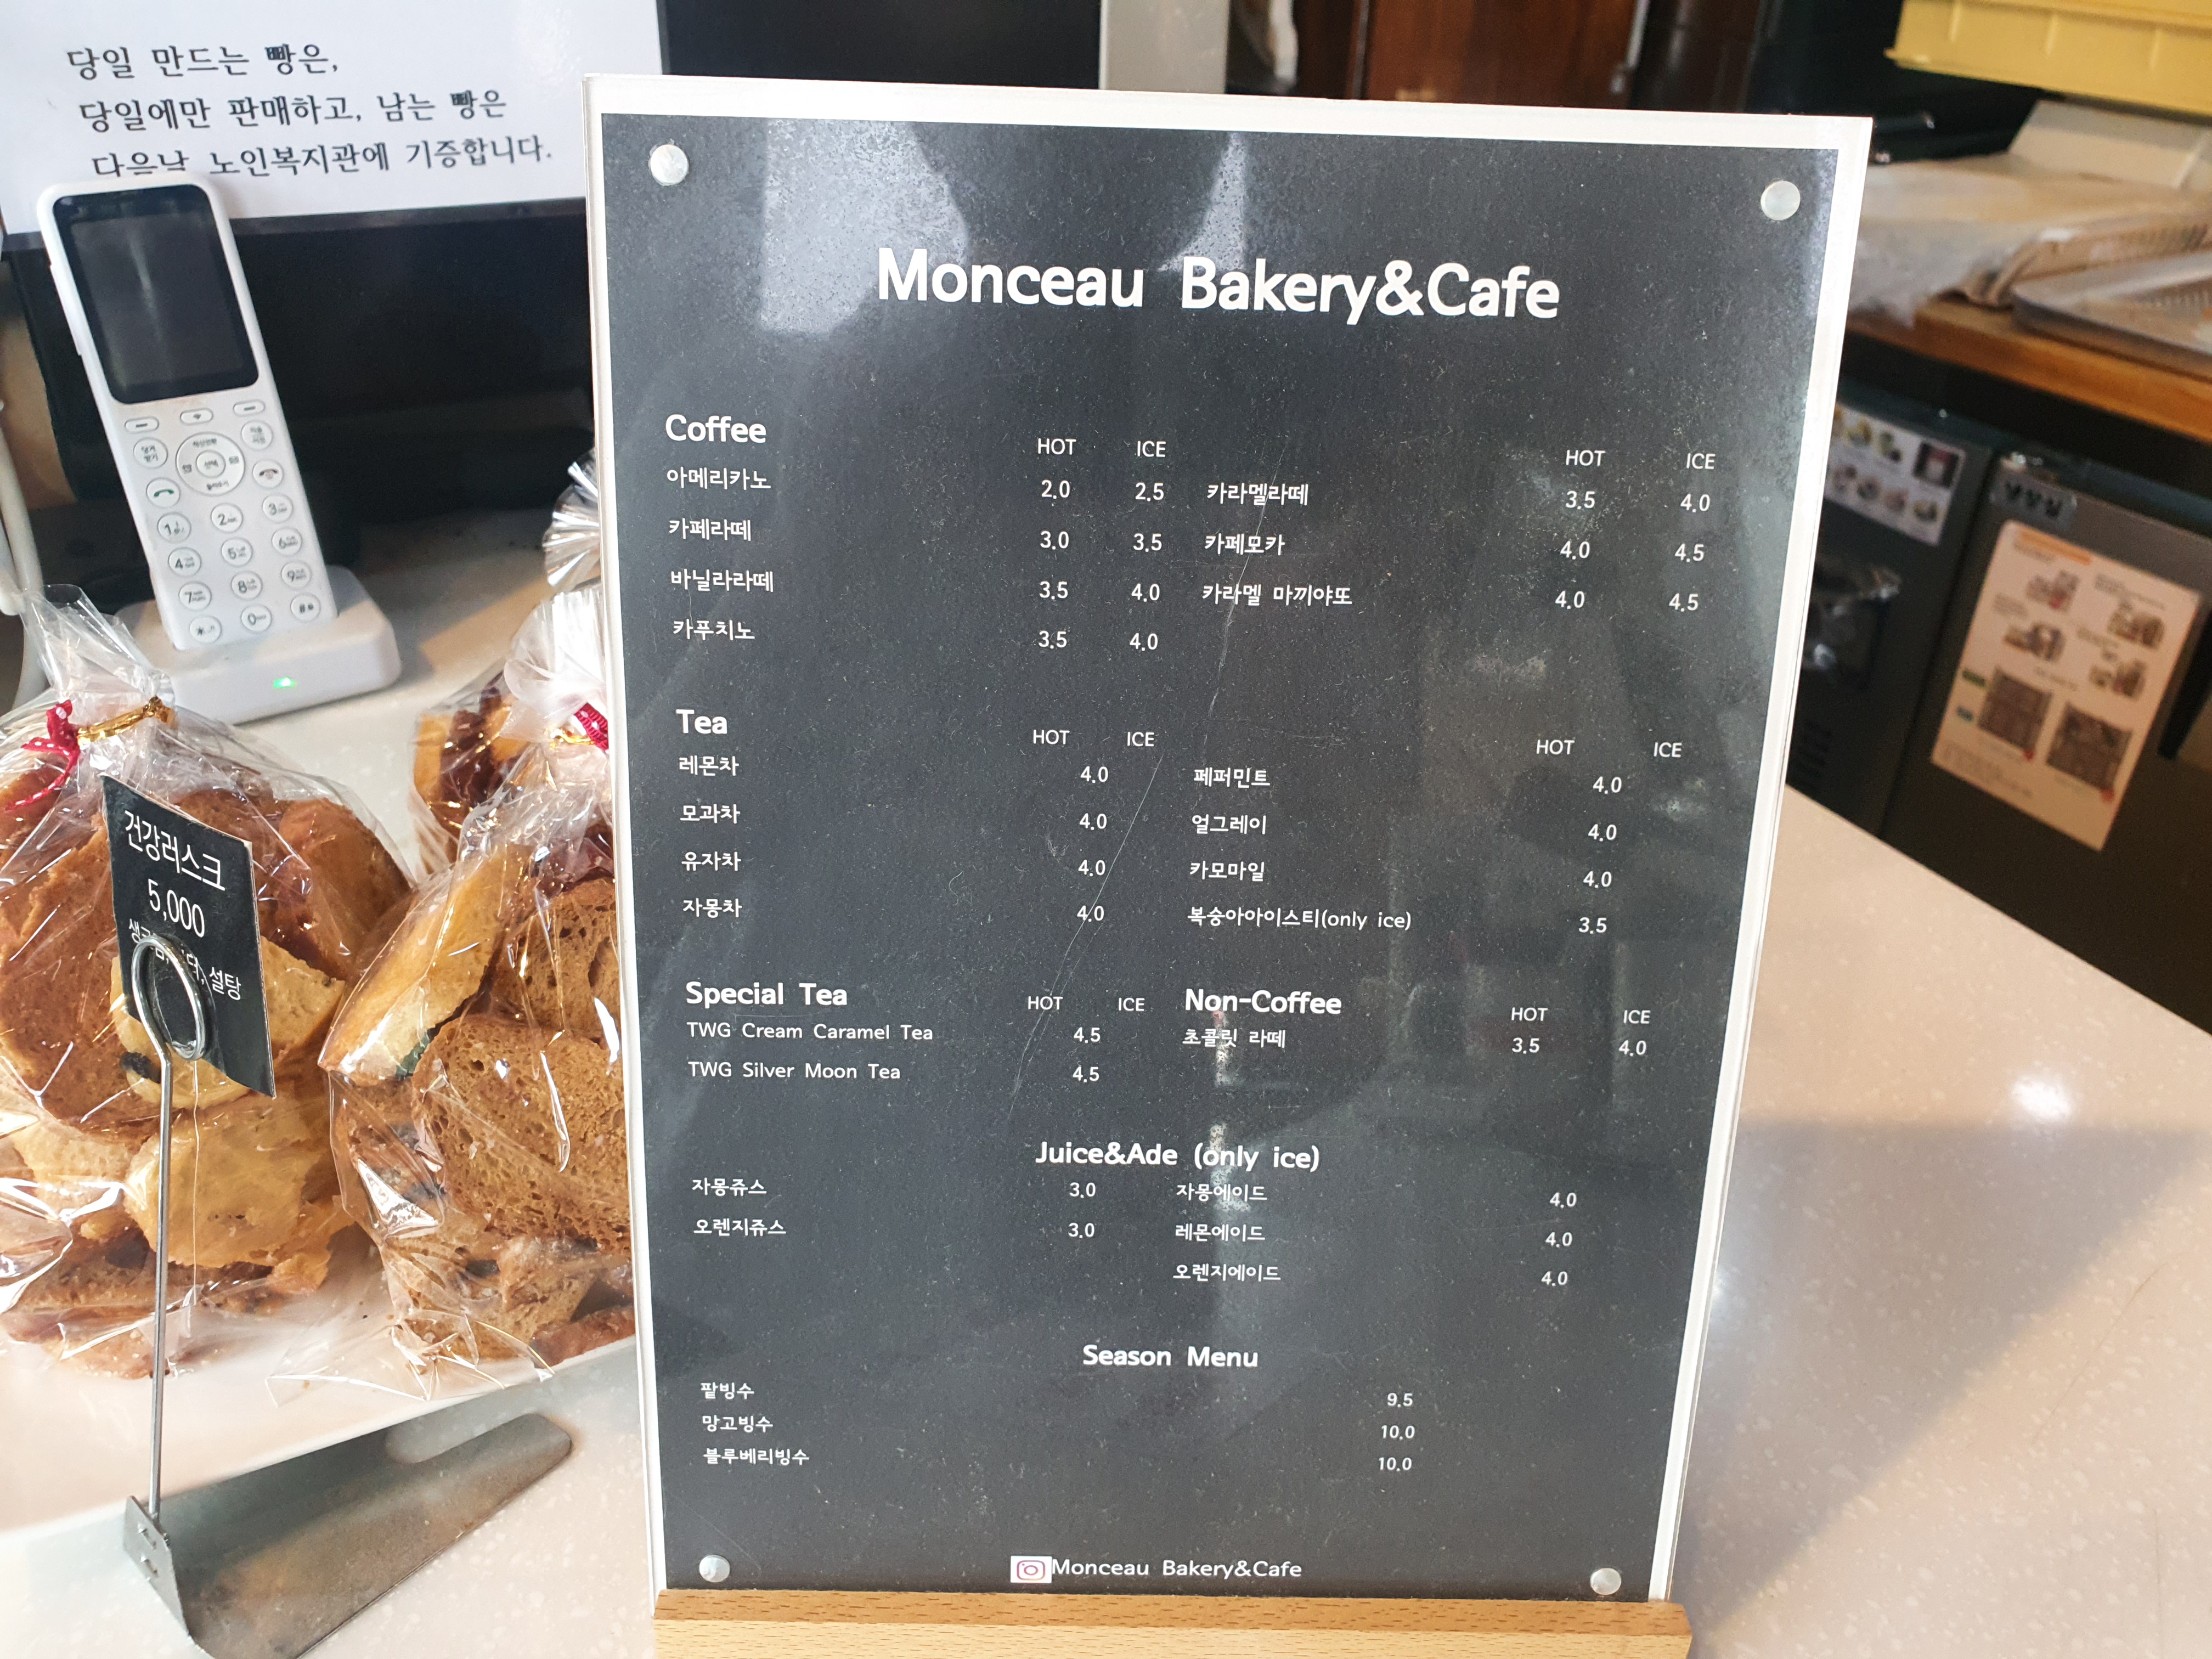 당일 만드는 빵은,
당일에만 판매하고, 남는 빵은
다음날 노인복지관에 기증합니다.
건강러스크
5,000
설탕
Monceau Bakery&Cafe
Coffee
HOT ICE HOT ICE
아메리카노 2.0 2.5 카라멜라떼 3.5 4.0
카페라떼 3.0 3.5 카페모카 4.0 4.5
바닐라라떼 3.5 4.0 카라멜 마끼야또 4.0 4.5
카푸치노 3.5 4.0
Tea
HOT ICE HOT ICE
레몬차 4.0 페퍼민트 4.0
모과차 4.0 얼그레이 4.0
유자차 4.0 카모마일 4.0
자몽차 4.0 복숭아아이스티(only ice) 3.5
Special Tea HOT ICE Non-Coffee HOT ICE
TWG Cream Caramel Tea 4.5 초콜릿 라떼 3.5 4.0
TWG Silver Moon Tea 4.5
Juice&Ade (only ice)
자몽쥬스 3.0 자몽에이드 4.0
오렌지쥬스 3.0 레몬에이드 4.0
오렌지에이드 4.0
Season Menu
팥빙수 9.5
망고빙수 10.0
블루베리빙수 10.0
Monceau Bakery&Cafe
냉장실